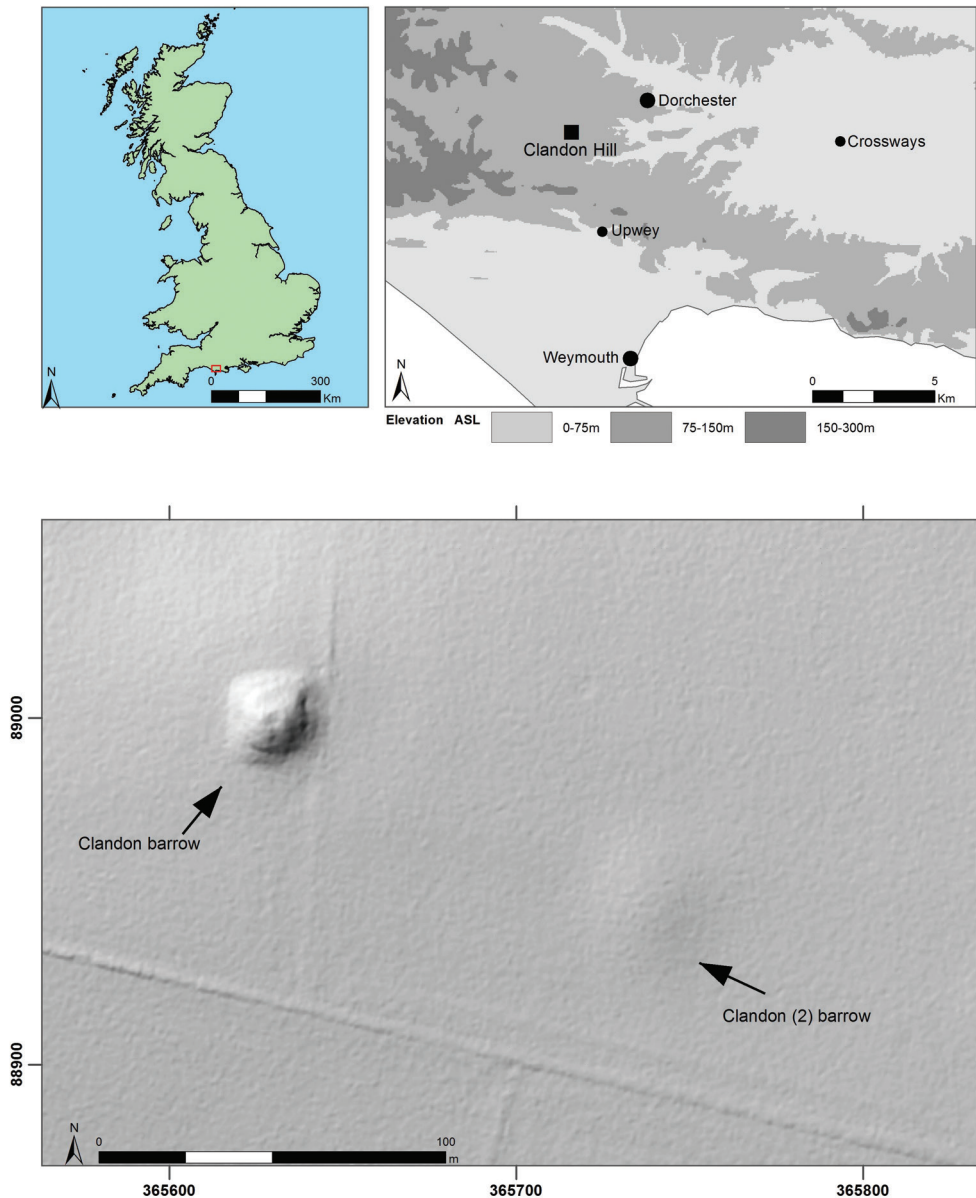 N
0
300
Km
Dorchester
Clandon Hill
Crossways
Upwey
Weymouth
N
0
5
Km
Elevation ASL
0-75m
75-150m
150-300m
89000
88900
Clandon barrow
Clandon (2) barrow
N
0
100
m
365600
365700
365800